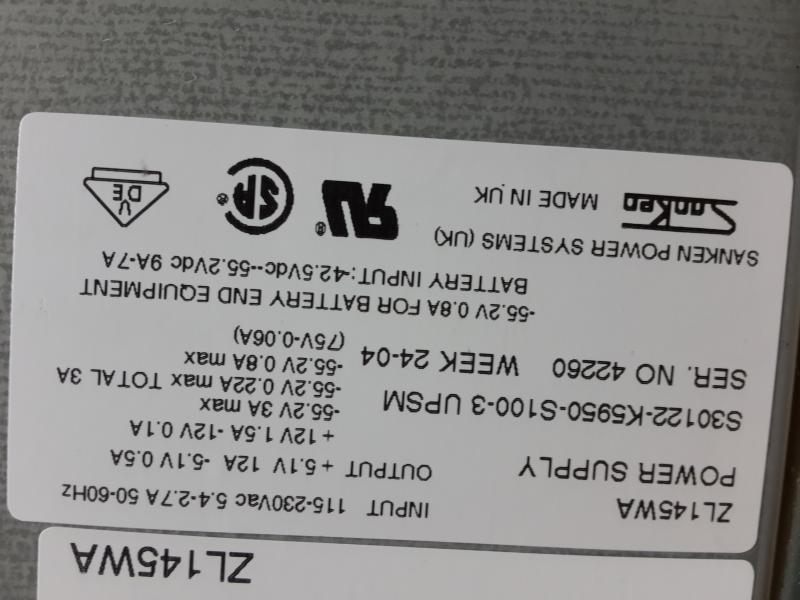 ZL145WA
ZL145WA
POWER SUPPLY
S30122-K5950-S100-3 UPSM
SER. NO 42260 WEEK 24-04
INPUT 115-230Vac 5.4-2.7A 50-60Hz
OUTPUT +5.1V 12A -5.1V 0.5A
+12V 1.5A -12V 0.1A
-55.2V 3A max
-55.2V 0.22A max TOTAL 3A
-55.2V 0.8A max
(75V-0.06A)
-55.2V 0.8A FOR BATTERY END EQUIPMENT
BATTERY INPUT:-42.5Vdc--55.2Vdc 9A-7A
SANKEN POWER SYSTEMS (UK)
SanKen MADE IN UK
RU ® SA ® VDE